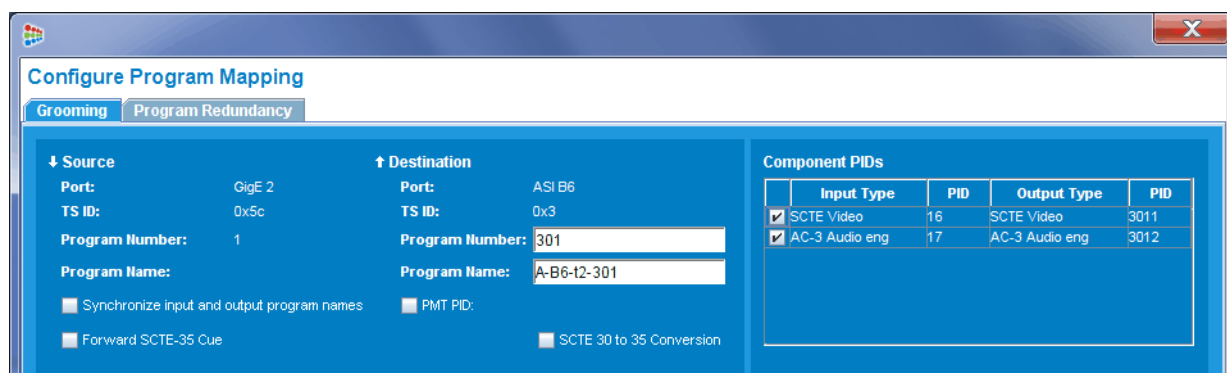 Configure Program Mapping
Grooming Program Redundancy
Source
Port: GigE 2
TS ID: 0x5c
Program Number: 1
Program Name:
Synchronize input and output program names
Forward SCTE-35 Cue
Destination
Port: ASI B6
TS ID: 0x3
Program Number: 301
Program Name: A-B6-t2-301
PMT PID:
SCTE 30 to 35 Conversion
Component PIDs
Input Type PID Output Type PID
SCTE Video 16 SCTE Video 3011
AC-3 Audio eng 17 AC-3 Audio eng 3012